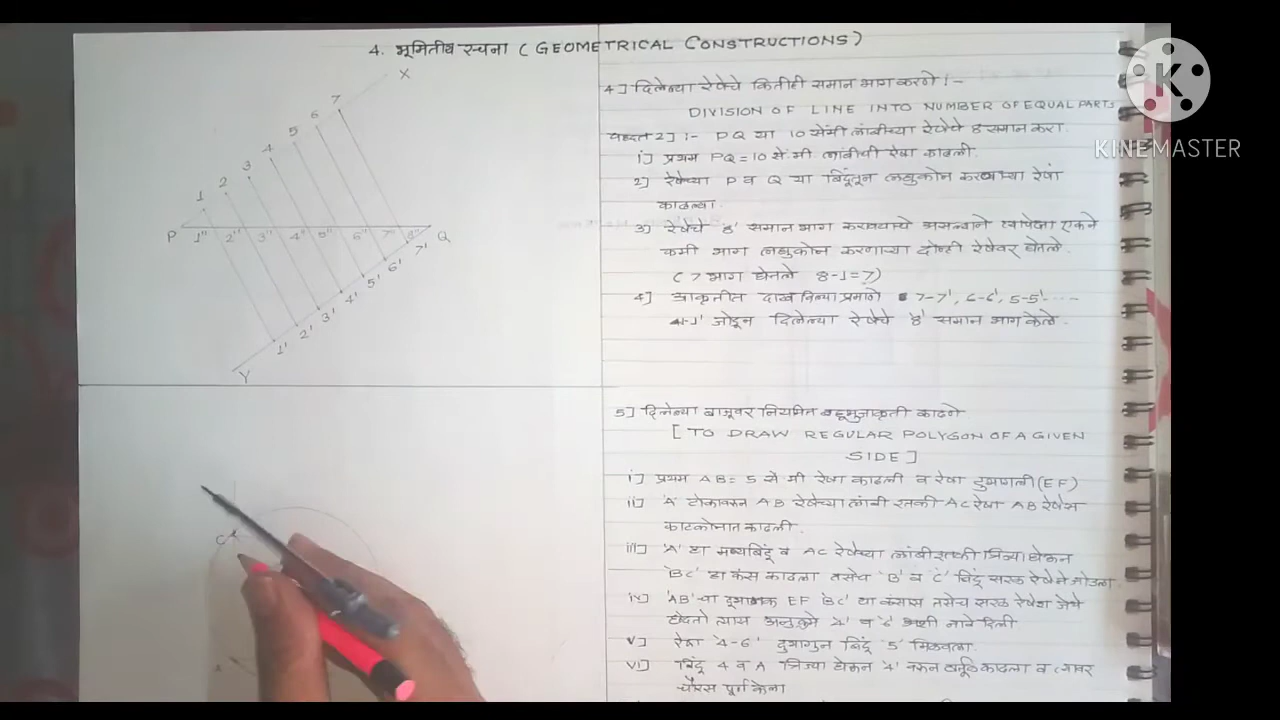 4. भूमितीय रचना ( GEOMETRICAL CONSTRUCTIONS )
X
7
6
5
4
3
2
1
P 1" 2" 3" 4" 5" 6" 7" 8" Q
7'
6'
5'
4'
3'
2'
1'
Y
4] दिलेल्या रेषेचे कितीही समान भाग करणे :-
DIVISION OF LINE INTO NUMBER OF EQUAL PARTS
पध्दत 2] :- PQ या 10 सेंमी लांबीच्या रेषेचे 8 समान करा.
1] प्रथम PQ = 10 सें.मी. लांबीची रेषा काढली.
2] रेषेच्या P व Q या बिंदूतून लघुकोन करणाऱ्या रेषा
काढल्या.
3] रेषेचे '8' समान भाग करावयाचे असल्याने त्यापेक्षा एकने
कमी भाग लघुकोन करणाऱ्या दोन्ही रेषेवर घेतले.
( 7 भाग घेतले 8-1=7)
4] आकृतीत दाखविल्याप्रमाणे 7-7', 6-6', 5-5'----
1-1' जोडून दिलेल्या रेषेचे '8' समान भाग केले.
5] दिलेल्या बाजूवर नियमित बहूभुजाकृती काढणे
[ TO DRAW REGULAR POLYGON OF A GIVEN
SIDE ]
i] प्रथम AB = 5 से मी रेषा काढली व रेषा दुभागली (EF)
ii] 'A' टोकावरुन AB रेषेच्या लांबी इतकी AC रेषा AB रेषेस
काटकोनात काढली.
iii] 'A' हा मध्यबिंदू व AC रेषेच्या लांबी इतकी त्रिज्या घेऊन
'BC' हा कंस काढला तसेच 'B' व 'C' बिंदू सरळ रेषेने जोडला.
iv] 'AB' चा दूभाजक EF 'BC' या कंसास तसेच सरळ रेषेस जेथे
छेदतो त्यास अनुक्रमे '4' व '6' अशी नावे दिली
v] रेषा '4-6' दुभागून बिंदू '5' मिळवला.
vi] बिंदू 4 व A त्रिज्या घेऊन '4' वरून वर्तुळ काढला व त्यावर
चौरस पूर्ण केला
C
A
K
KINEMASTER